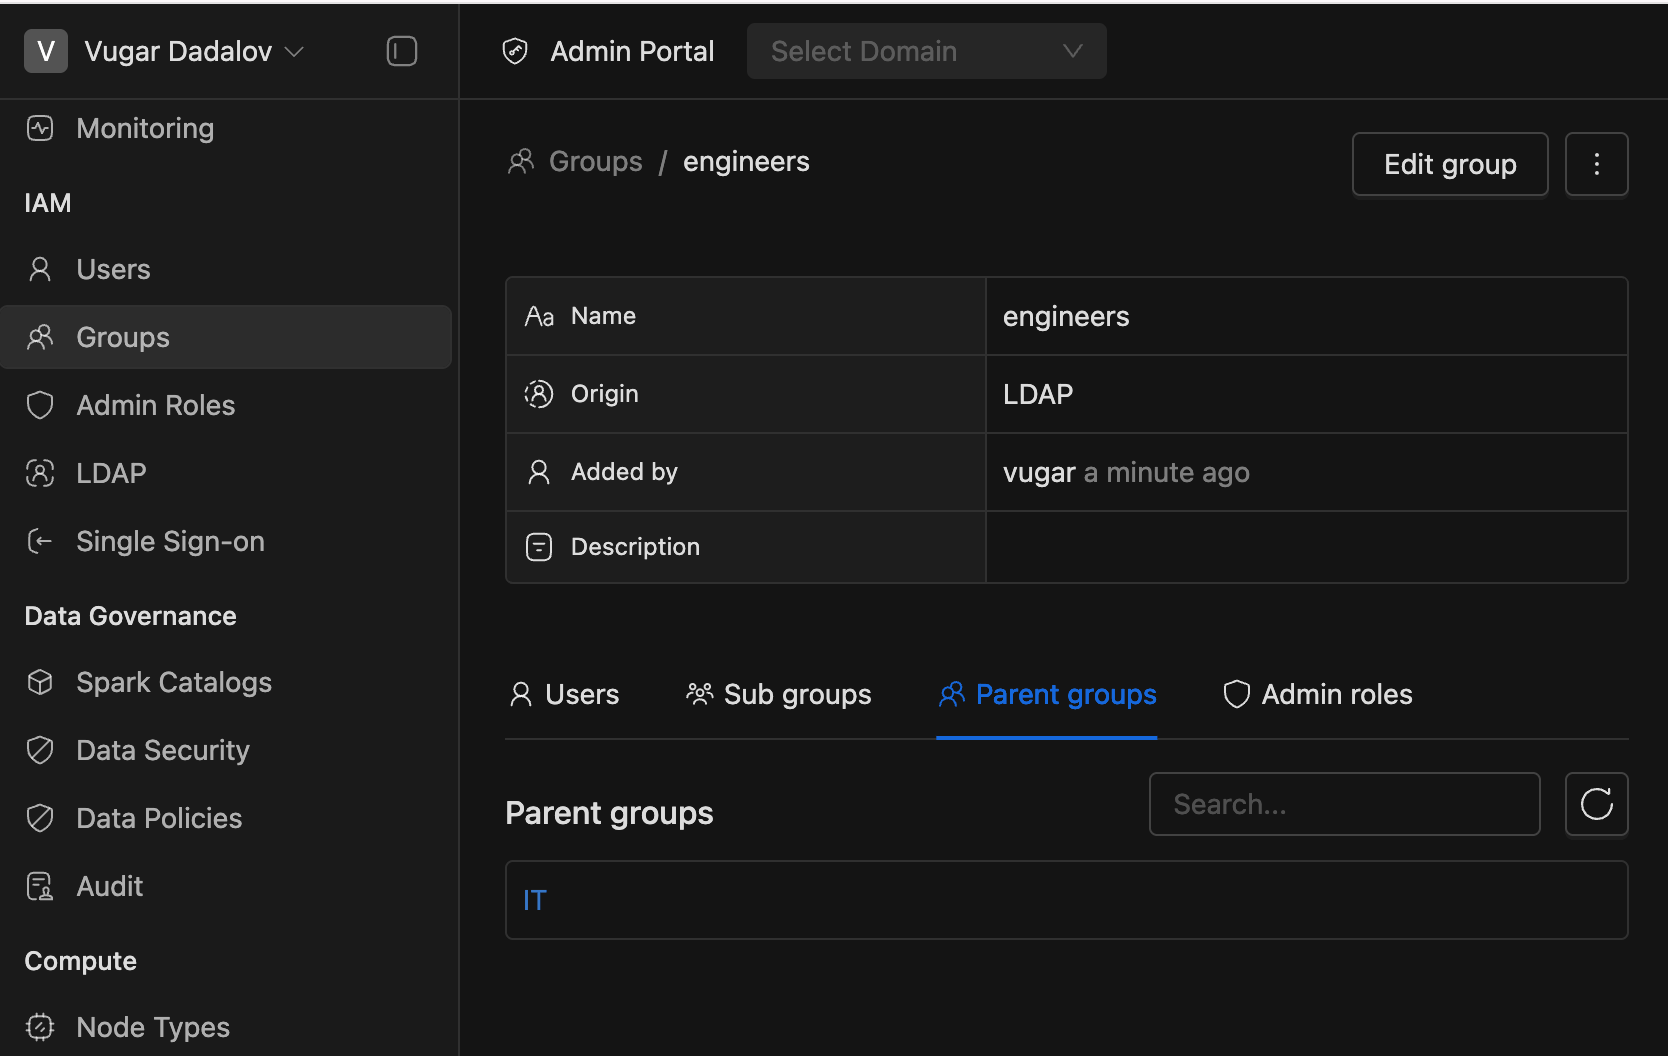 V Vugar Dadalov
Admin Portal
Select Domain
Monitoring
IAM
Users
Groups
Admin Roles
LDAP
Single Sign-on
Data Governance
Spark Catalogs
Data Security
Data Policies
Audit
Compute
Node Types
Groups / engineers
Edit group
Aa Name engineers
Origin LDAP
Added by vugar a minute ago
Description
Users Sub groups Parent groups Admin roles
Parent groups
Search...
IT